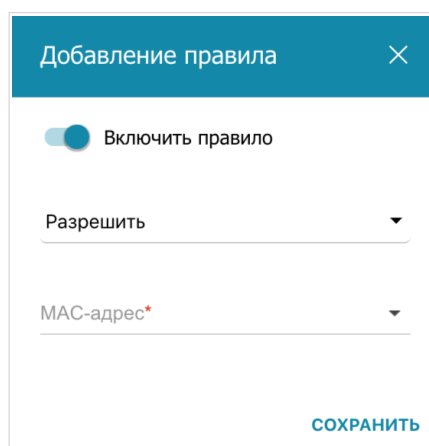 Добавление правила
Включить правило
Разрешить
MAC-адрес*
СОХРАНИТЬ